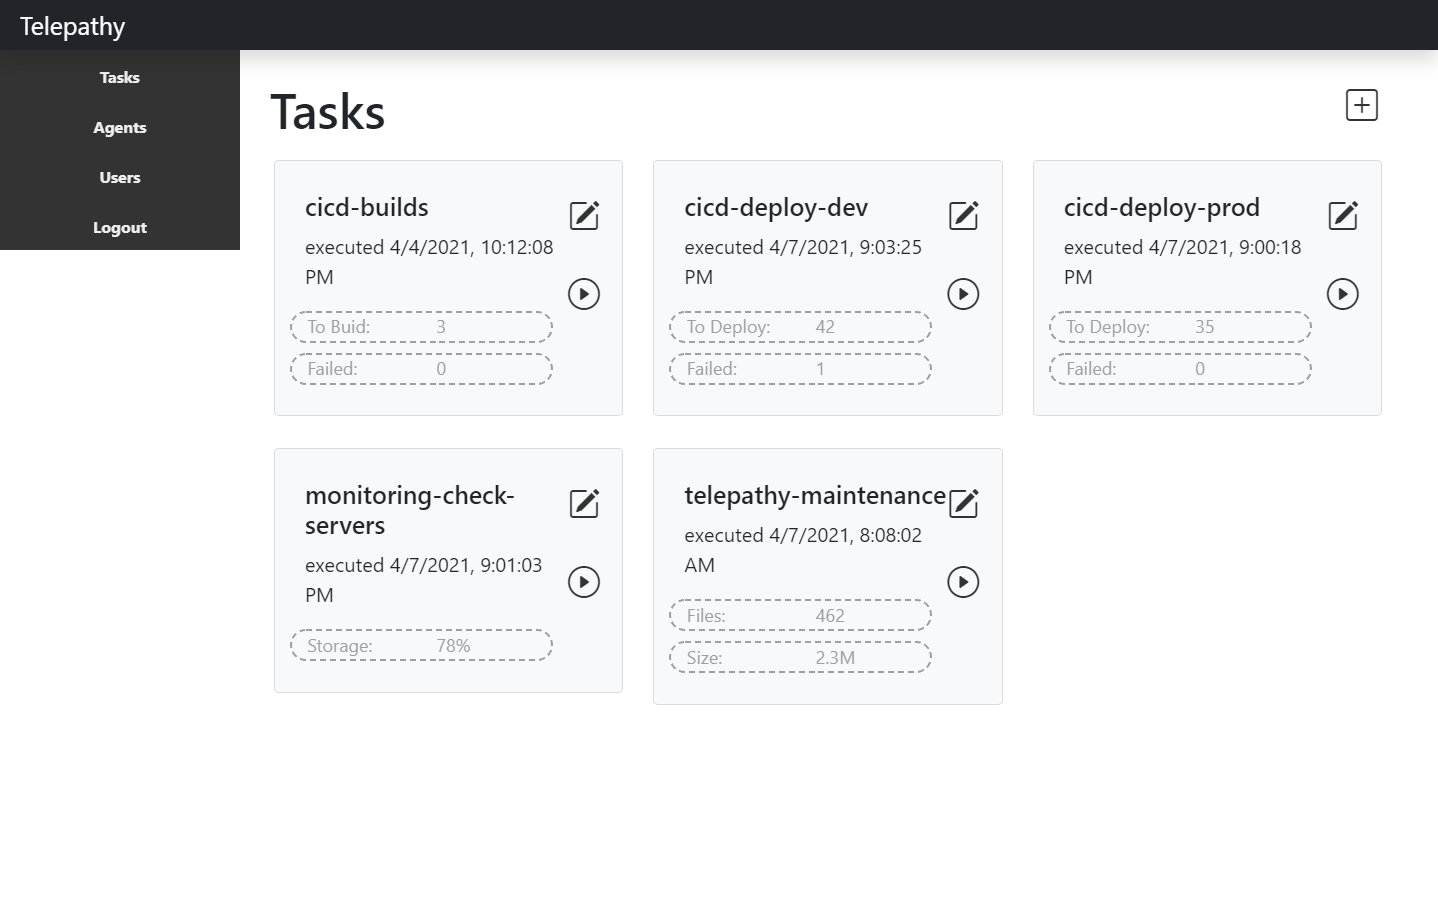 Telepathy
Tasks
Agents
Users
Logout
Tasks
cicd-builds
executed 4/4/2021, 10:12:08
PM
To Buid: 3
Failed: 0
cicd-deploy-dev
executed 4/7/2021, 9:03:25
PM
To Deploy: 42
Failed: 1
cicd-deploy-prod
executed 4/7/2021, 9:00:18
PM
To Deploy: 35
Failed: 0
monitoring-check-
servers
executed 4/7/2021, 9:01:03
PM
Storage: 78%
telepathy-maintenance
executed 4/7/2021, 8:08:02
AM
Files: 462
Size: 2.3M